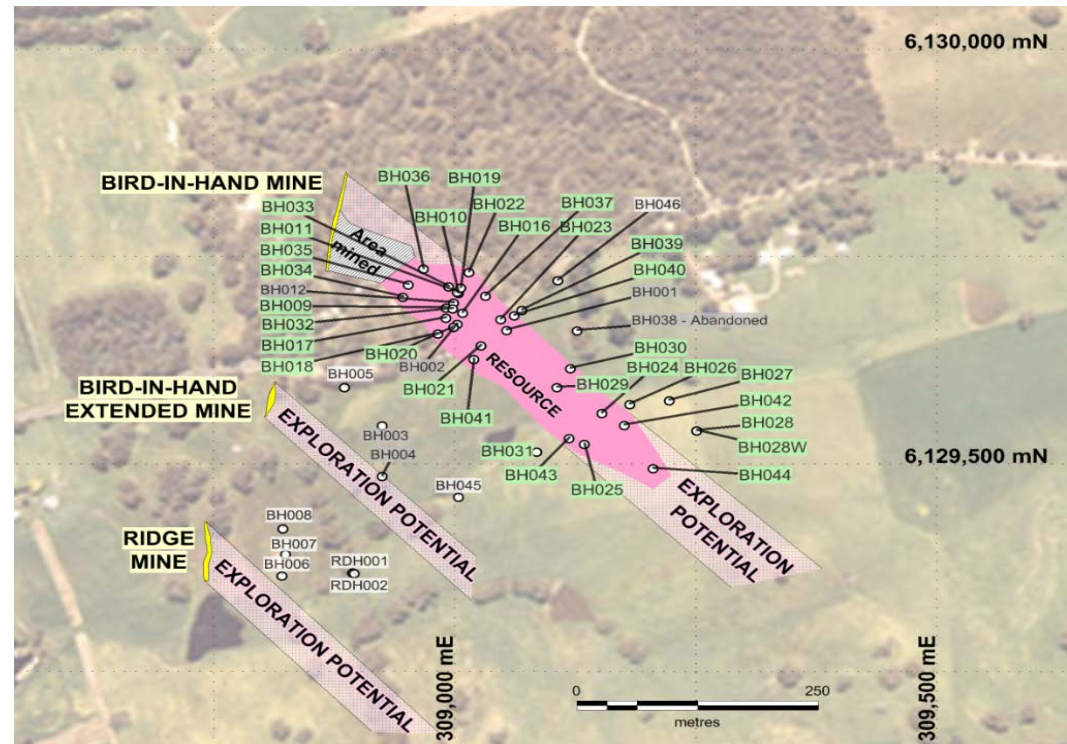 6,130,000 mN
BIRD-IN-HAND MINE
BH036
BH019
BH033
BH010
BH022
BH037
BH046
BH011
BH016
BH023
BH035
Area
mined
BH039
BH034
BH040
BH012
BH001
BH009
BH038 - Abandoned
BH032
BH017
BH020
BH002
BH018
BH030
BH005
BH021
RESOURCE
BH029
BH024
BH026
BH027
BIRD-IN-HAND
EXTENDED MINE
BH041
BH042
BH003
BH028
BH004
BH031
BH028W
BH043
6,129,500 mN
BH044
BH045
BH025
EXPLORATION POTENTIAL
EXPLORATION
POTENTIAL
BH008
RIDGE
MINE
BH007
RDH001
BH006
RDH002
EXPLORATION POTENTIAL
309,000 mE
309,500 mE
0 250
metres